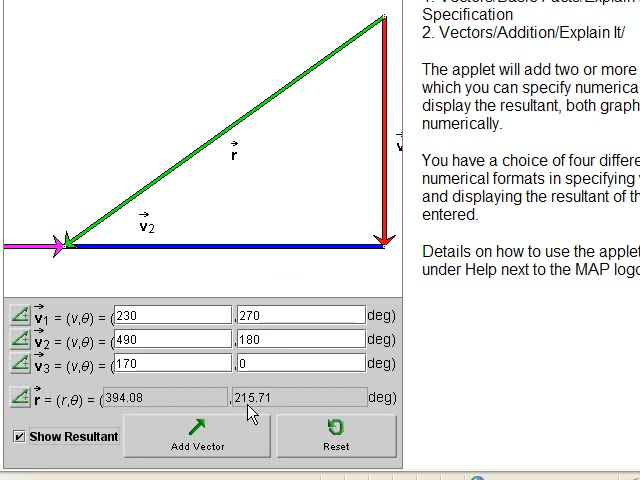 Specification
2. Vectors/Addition/Explain It/
The applet will add two or more
which you can specify numerica
display the resultant, both graph
numerically.
You have a choice of four differe
numerical formats in specifying
and displaying the resultant of th
entered.
Details on how to use the applet
under Help next to the MAP logo
r
v2
v
v1 = (v,θ) = (230 ,270 deg)
v2 = (v,θ) = (490 ,180 deg)
v3 = (v,θ) = (170 ,0 deg)
r = (r,θ) = (394.08 ,215.71 deg)
Show Resultant
Add Vector
Reset